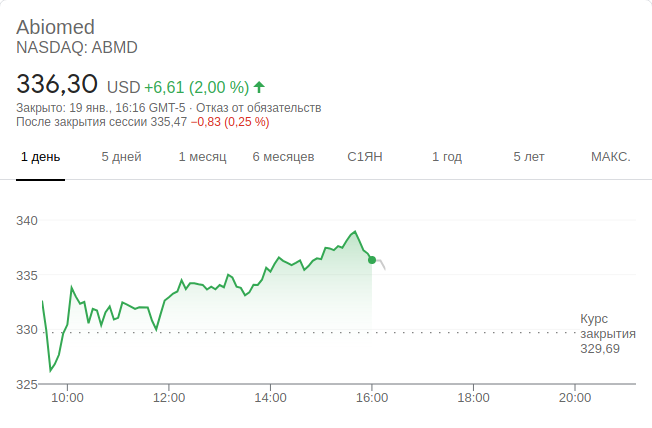 Abiomed
NASDAQ: ABMD
336,30 USD +6,61 (2,00 %)
Закрыто: 19 янв., 16:16 GMT-5 · Отказ от обязательств
После закрытия сессии 335,47 −0,83 (0,25 %)
1 день 5 дней 1 месяц 6 месяцев С1ЯН 1 год 5 лет МАКС.
340
335
330
325
Курс
закрытия
329,69
10:00 12:00 14:00 16:00 18:00 20:00